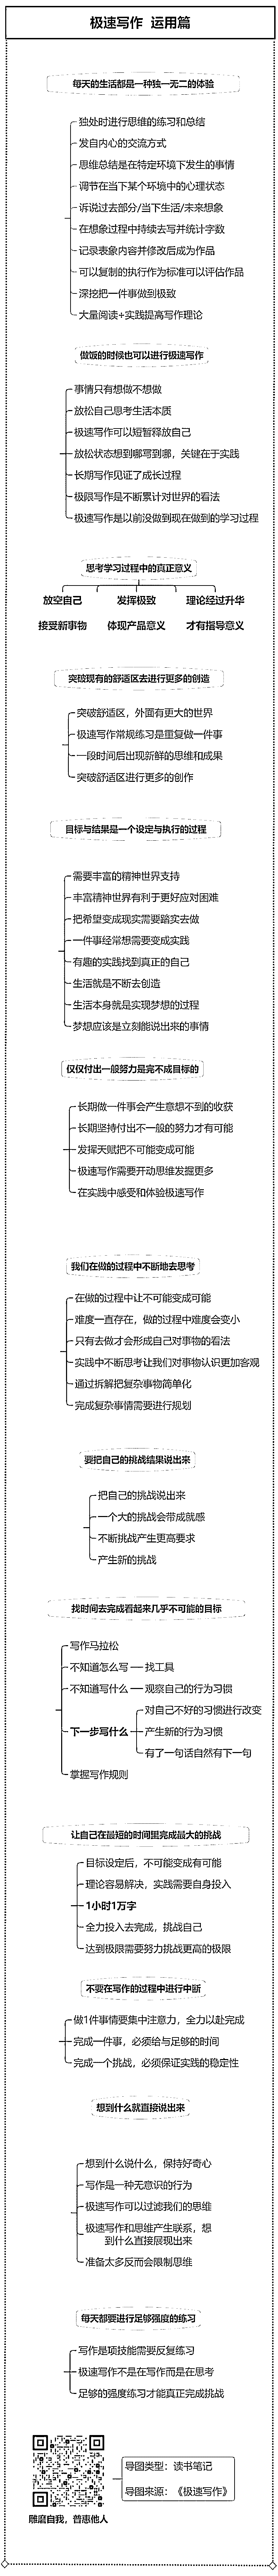 极速写作 运用篇
每天的生活都是一种独一无二的体验
独处时进行思维的练习和总结
发自内心的交流方式
思维总结是在特定环境下发生的事情
调节在当下某个环境中的心理状态
诉说过去部分/当下生活/未来想象
在想象过程中持续去写并统计字数
记录表象内容并修改后成为作品
可以复制的执行作为标准可以评估作品
深挖把一件事做到极致
大量阅读+实践提高写作理论
做饭的时候也可以进行极速写作
事情只有想做不想做
放松自己思考生活本质
极速写作可以短暂释放自己
放松状态想到哪写到哪，关键在于实践
长期写作见证了成长过程
极限写作是不断累计对世界的看法
极速写作是以前没做到现在做到的学习过程
思考学习过程中的真正意义
放空自己 发挥极致 理论经过升华
接受新事物 体现产品意义 才有指导意义
突破现有的舒适区去进行更多的创造
突破舒适区，外面有更大的世界
极速写作常规练习是重复做一件事
一段时间后出现新鲜的思维和成果
突破舒适区进行更多的创作
目标与结果是一个设定与执行的过程
需要丰富的精神世界支持
丰富精神世界有利于更好应对困难
把希望变成现实需要踏实去做
一件事经常想需要变成实践
有趣的实践找到真正的自己
生活就是不断去创造
生活本身就是实现梦想的过程
梦想应该是立刻能说出来的事情
仅仅付出一般努力是完不成目标的
长期做一件事会产生意想不到的收获
长期坚持付出不一般的努力才有可能
发挥天赋把不可能变成可能
极速写作需要开动思维发掘更多
在实践中感受和体验极速写作
我们在做的过程中不断地去思考
在做的过程中让不可能变成可能
难度一直存在，做的过程中难度会变小
只有去做才会形成自己对事物的看法
实践中不断思考让我们对事物认识更加客观
通过拆解把复杂事物简单化
完成复杂事情需要进行规划
要把自己的挑战结果说出来
把自己的挑战说出来
一个大的挑战会带成就感
不断挑战产生更高要求
产生新的挑战
找时间去完成看起来几乎不可能的目标
写作马拉松
不知道怎么写 找工具
不知道写什么 观察自己的行为习惯
对自己不好的习惯进行改变
下一步写什么 产生新的行为习惯
有了一句话自然有下一句
掌握写作规则
让自己在最短的时间里完成最大的挑战
目标设定后，不可能变成有可能
理论容易解决，实践需要自身投入
1小时1万字
全力投入去完成，挑战自己
达到极限需要努力挑战更高的极限
不要在写作的过程中进行中断
做1件事情要集中注意力，全力以赴完成
完成一件事，必须给与足够的时间
完成一个挑战，必须保证实践的稳定性
想到什么就直接说出来
想到什么说什么，保持好奇心
写作是一种无意识的行为
极速写作可以过滤我们的思维
极速写作和思维产生联系，想
到什么直接展现出来
准备太多反而会限制思维
每天都要进行足够强度的练习
写作是项技能需要反复练习
极速写作不是在写作而是在思考
足够的强度练习才能真正完成挑战
导图类型：读书笔记
导图来源：《极速写作》
雕磨自我，普惠他人